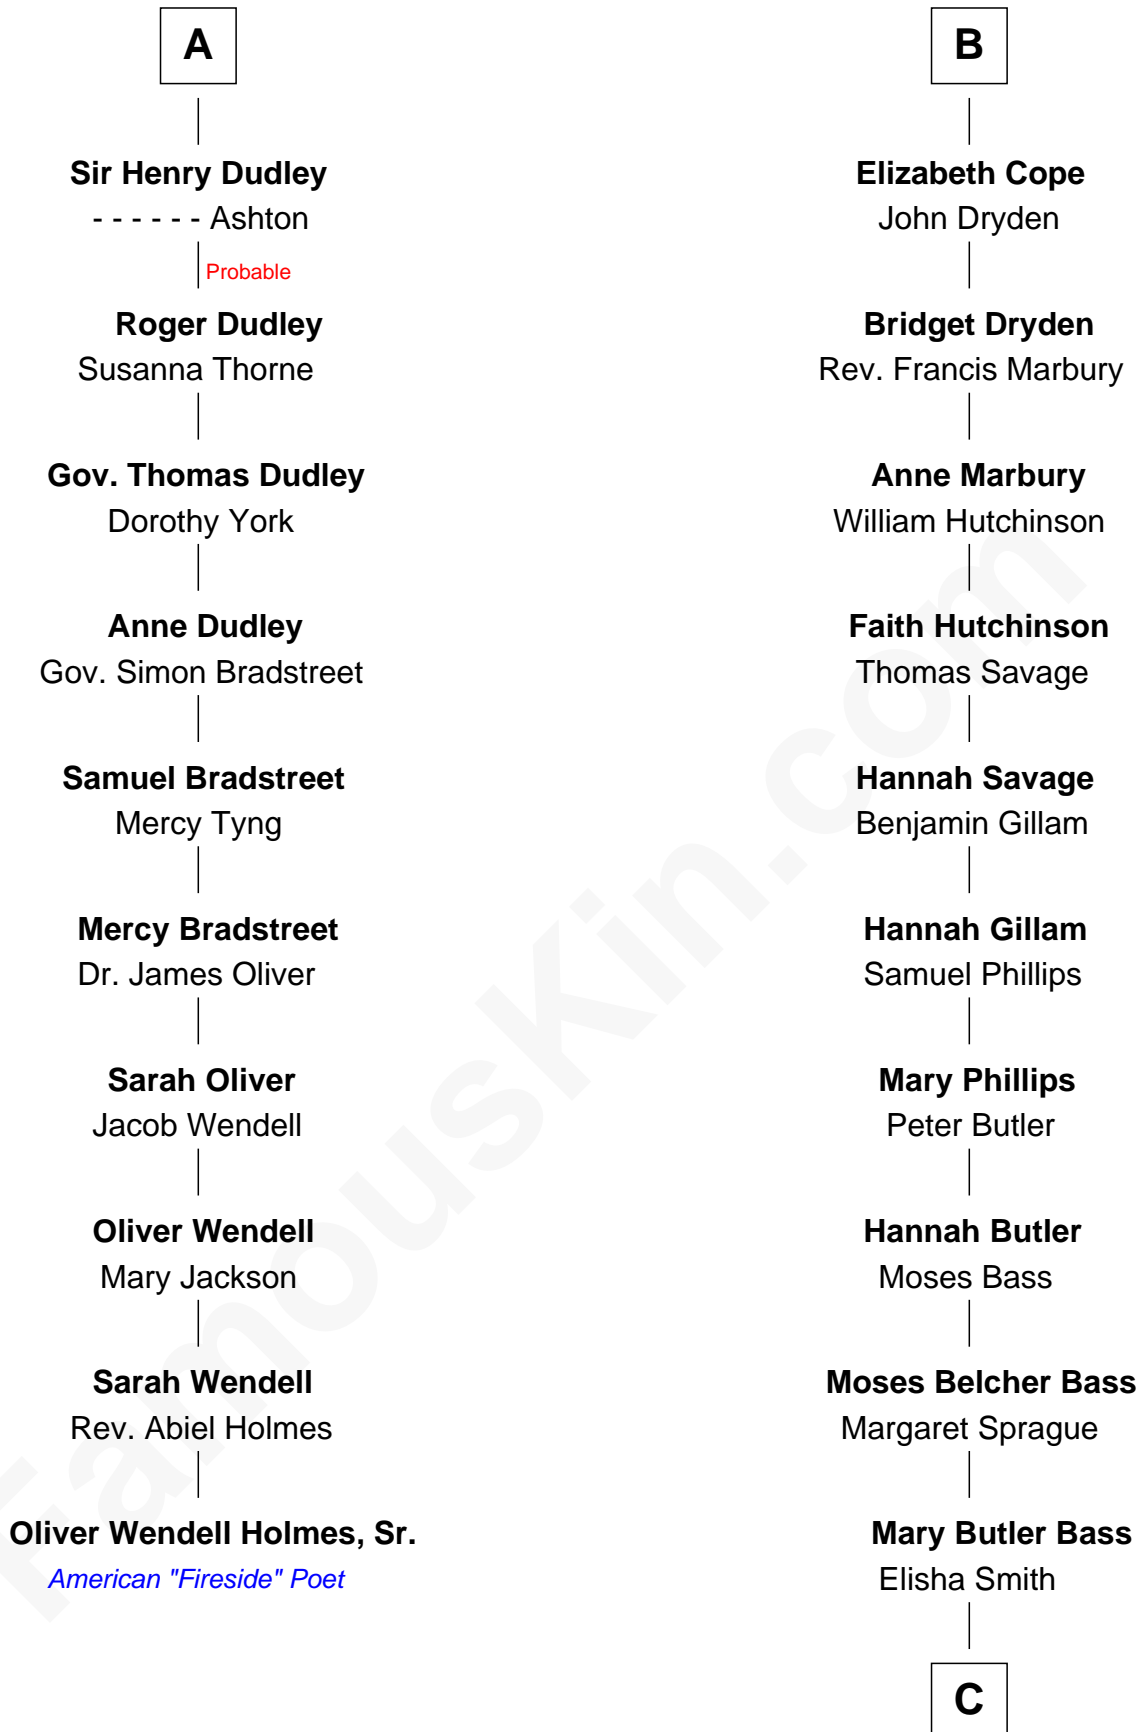 A
Sir Henry Dudley
- - - - - - Ashton
Probable
Roger Dudley
Susanna Thorne
Gov. Thomas Dudley
Dorothy York
Anne Dudley
Gov. Simon Bradstreet
Samuel Bradstreet
Mercy Tyng
Mercy Bradstreet
Dr. James Oliver
Sarah Oliver
Jacob Wendell
Oliver Wendell
Mary Jackson
Sarah Wendell
Rev. Abiel Holmes
Oliver Wendell Holmes, Sr.
American "Fireside" Poet
B
Elizabeth Cope
John Dryden
Bridget Dryden
Rev. Francis Marbury
Anne Marbury
William Hutchinson
Faith Hutchinson
Thomas Savage
Hannah Savage
Benjamin Gillam
Hannah Gillam
Samuel Phillips
Mary Phillips
Peter Butler
Hannah Butler
Moses Bass
Moses Belcher Bass
Margaret Sprague
Mary Butler Bass
Elisha Smith
C
FamousKin.com